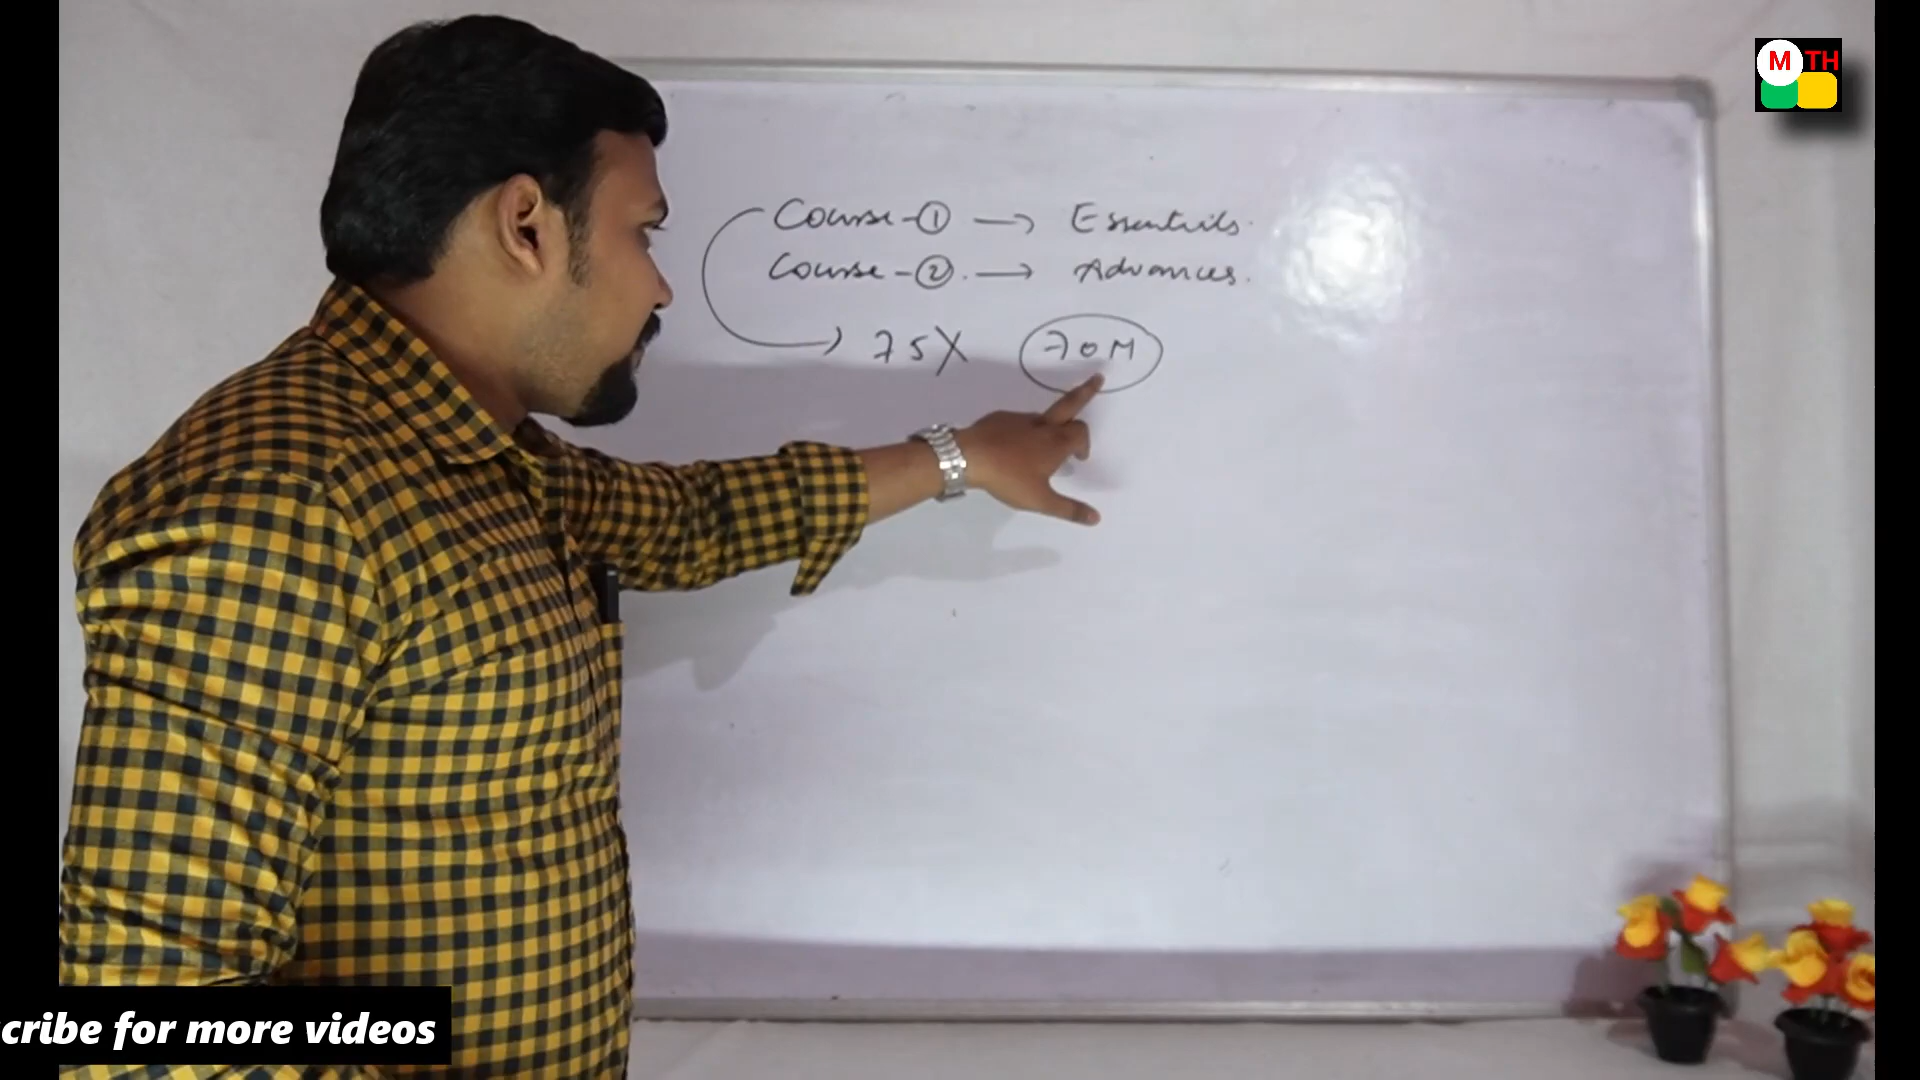 M TH
Course-① → Essentials.
Course-②. → Advances.
→ 75X 70M
cribe for more videos